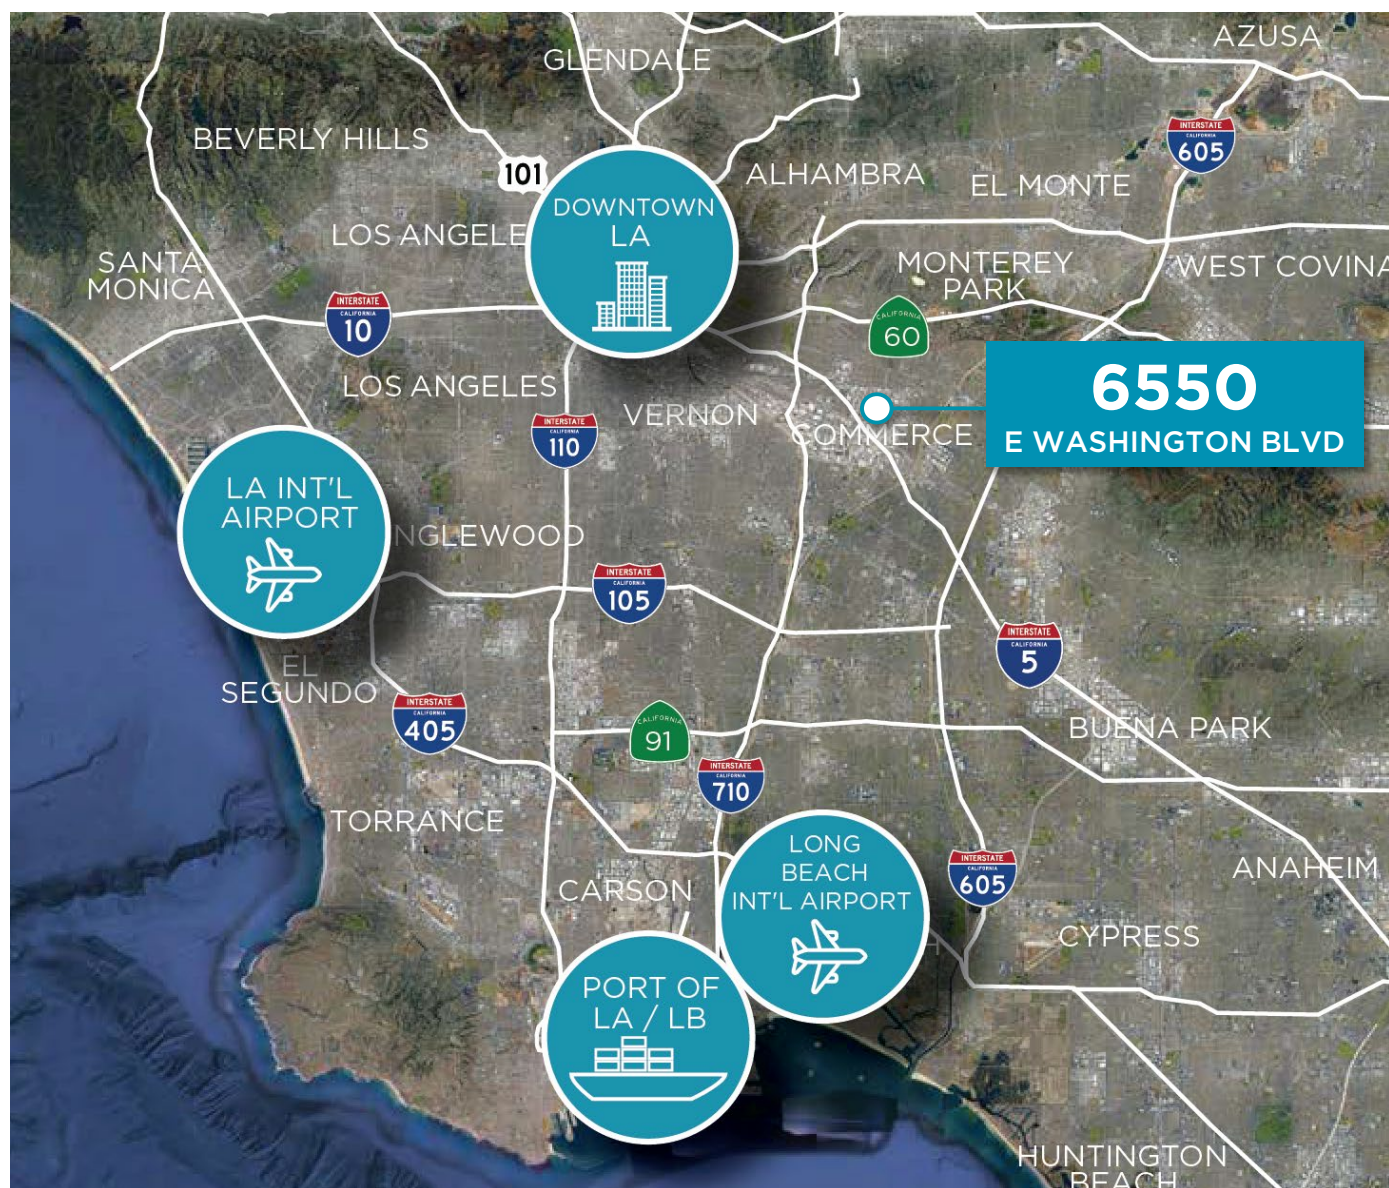 AZUSA
GLENDALE
INTERSTATE
CALIFORNIA
605
BEVERLY HILLS
101
ALHAMBRA
EL MONTE
DOWNTOWN
LA
LOS ANGELE
SANTA
MONICA
MONTEREY
PARK
WEST COVINA
INTERSTATE
CALIFORNIA
10
CALIFORNIA
60
6550
E WASHINGTON BLVD
LOS ANGELES
VERNON
COMMERCE
INTERSTATE
CALIFORNIA
110
LA INT'L
AIRPORT
NGLEWOOD
INTERSTATE
CALIFORNIA
105
INTERSTATE
CALIFORNIA
5
EL
SEGUNDO
INTERSTATE
CALIFORNIA
405
CALIFORNIA
91
BUENA PARK
INTERSTATE
CALIFORNIA
710
TORRANCE
LONG
BEACH
INT'L AIRPORT
INTERSTATE
CALIFORNIA
605
ANAHEIM
CARSON
CYPRESS
PORT OF
LA / LB
HUNTINGTON
BEACH